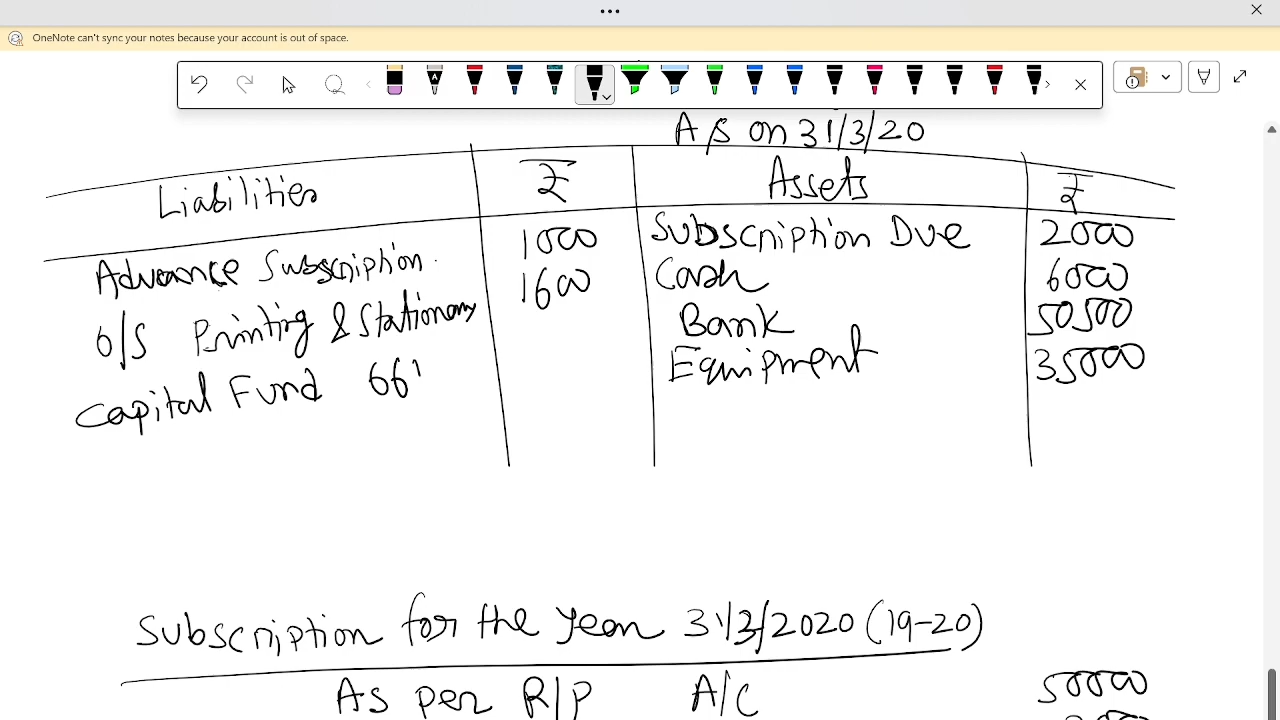 OneNote can't sync your notes because your account is out of space.
A/S on 31/3/20
Liabilities ₹ Assets ₹
Advance Subscription 1000 Subscription Due 2000
O/S Printing & Stationary 1600 Cash 6000
Bank 50500
Capital Fund 66 Equipment 35000
Subscription for the Year 31/3/2020 (19-20)
As per R/P A/C 50000